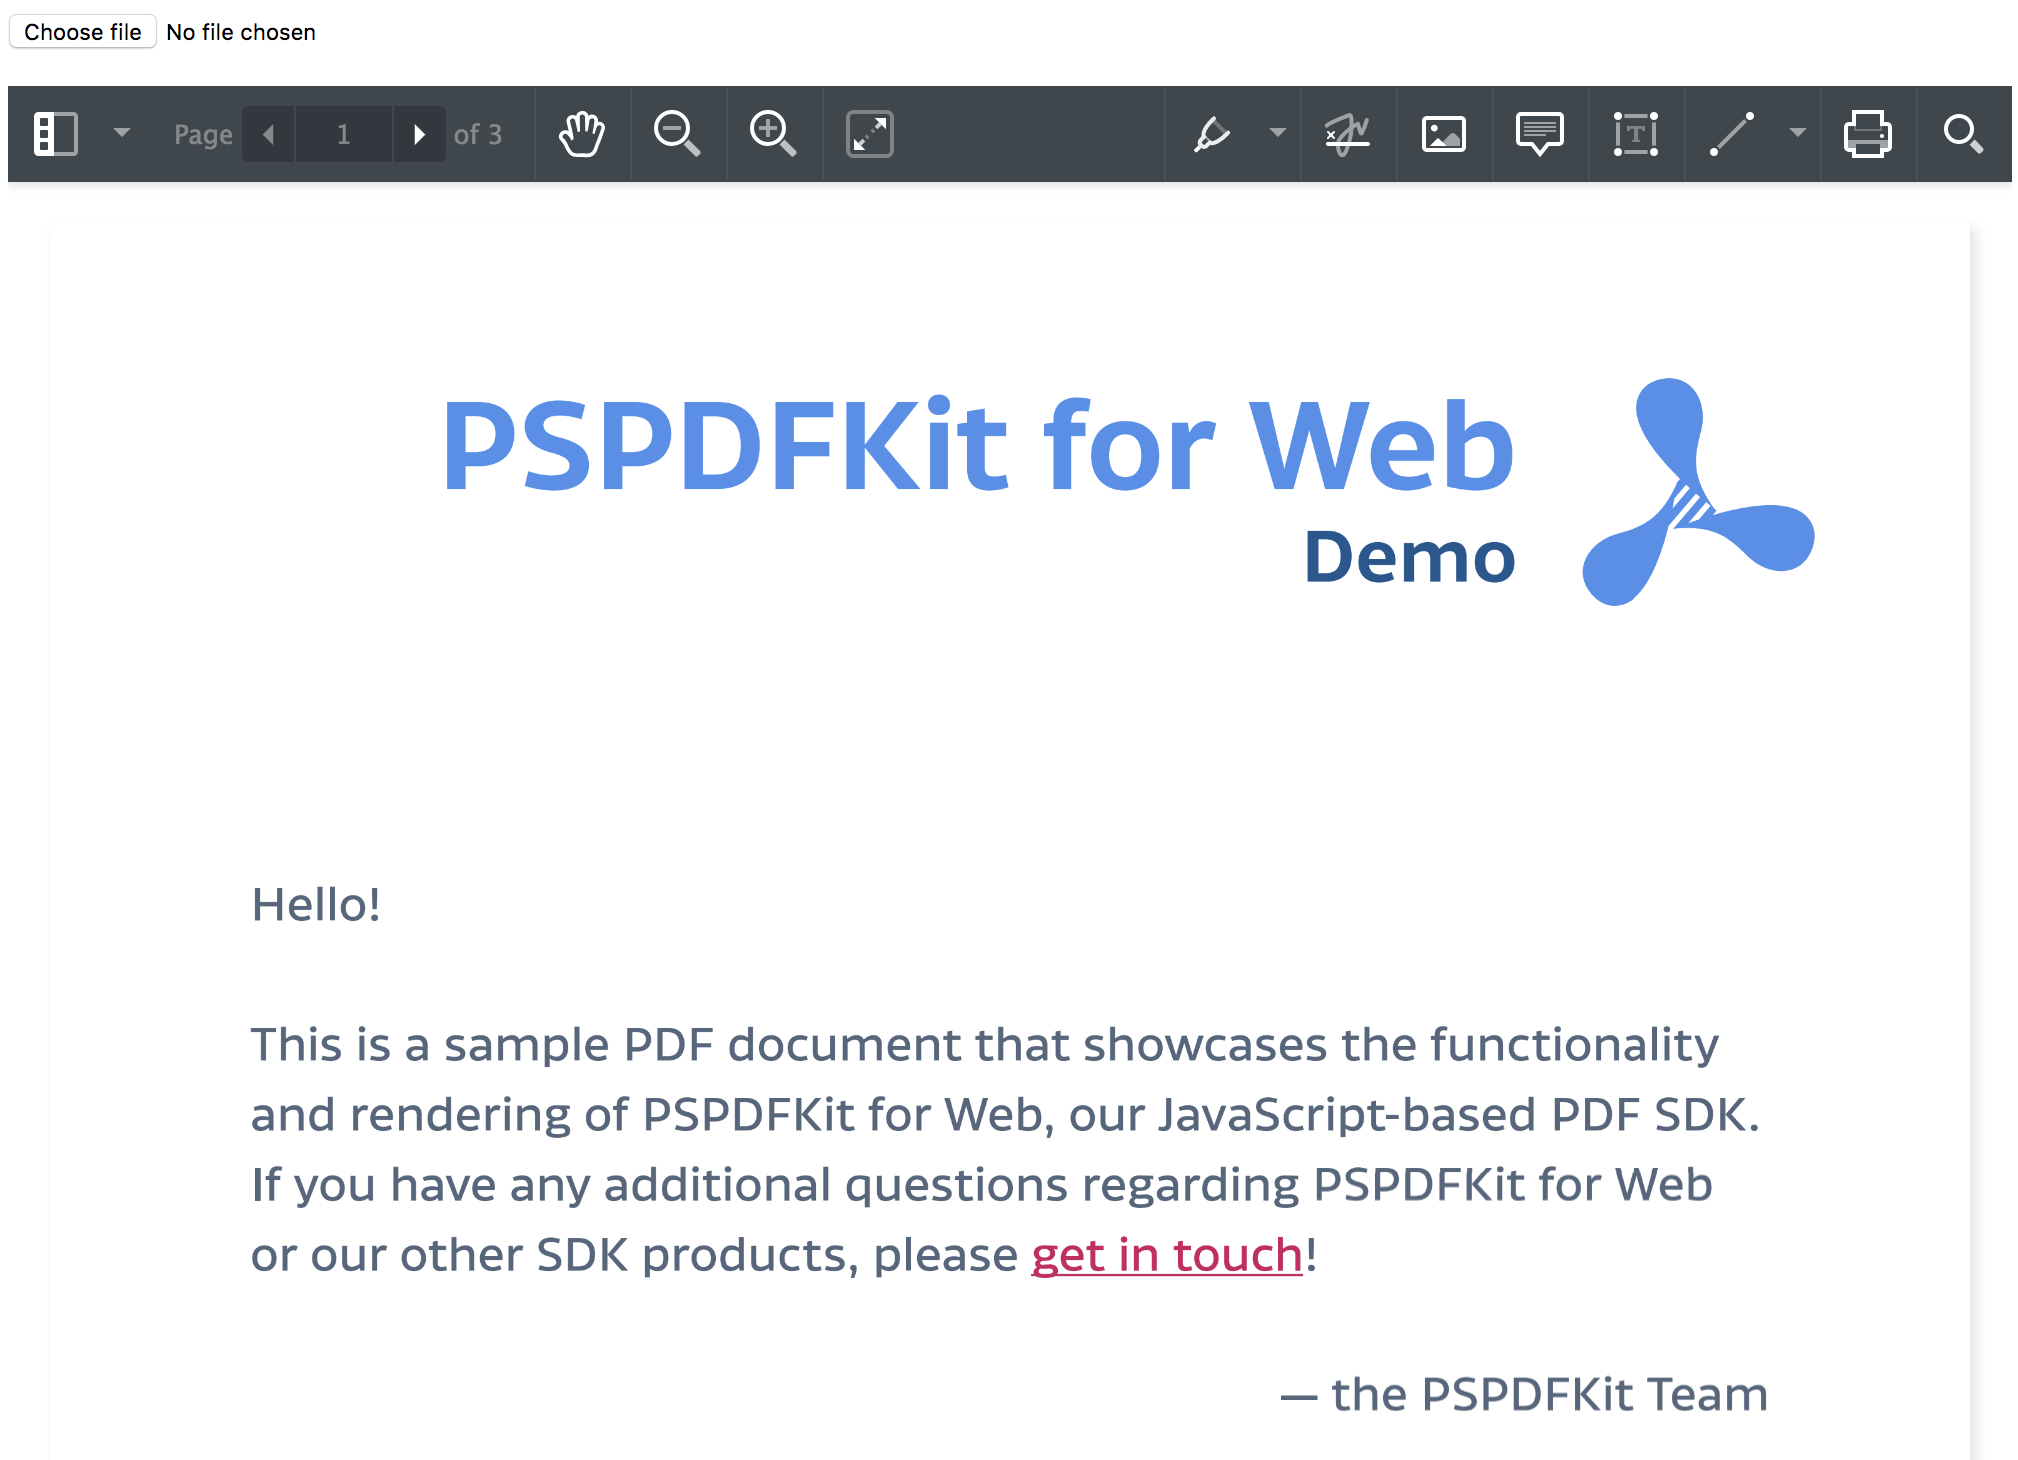 Choose file No file chosen
Page 1 of 3
T
PSPDFKit for Web
Demo
Hello!
This is a sample PDF document that showcases the functionality
and rendering of PSPDFKit for Web, our JavaScript-based PDF SDK.
If you have any additional questions regarding PSPDFKit for Web
or our other SDK products, please get in touch!
— the PSPDFKit Team